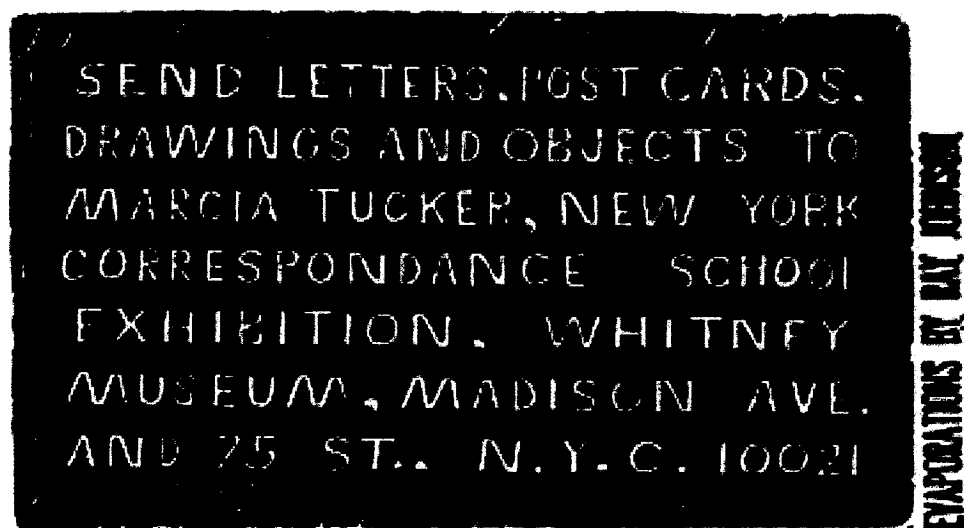 SEND LETTERS. POST CARDS.
DRAWINGS AND OBJECTS TO
MARCIA TUCKER, NEW YORK
CORRESPONDANCE SCHOOL
EXHIBITION. WHITNEY
MUSEUM. MADISON AVE.
AND 75 ST.. N.Y.C. 10021
EVAPORATIONS BY RAY JOHNSON